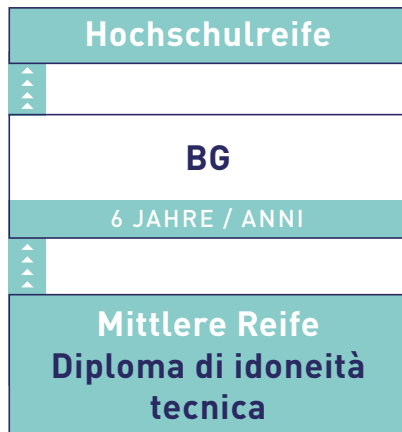 Hochschulreife
BG
6 JAHRE / ANNI
Mittlere Reife
Diploma di idoneità
tecnica